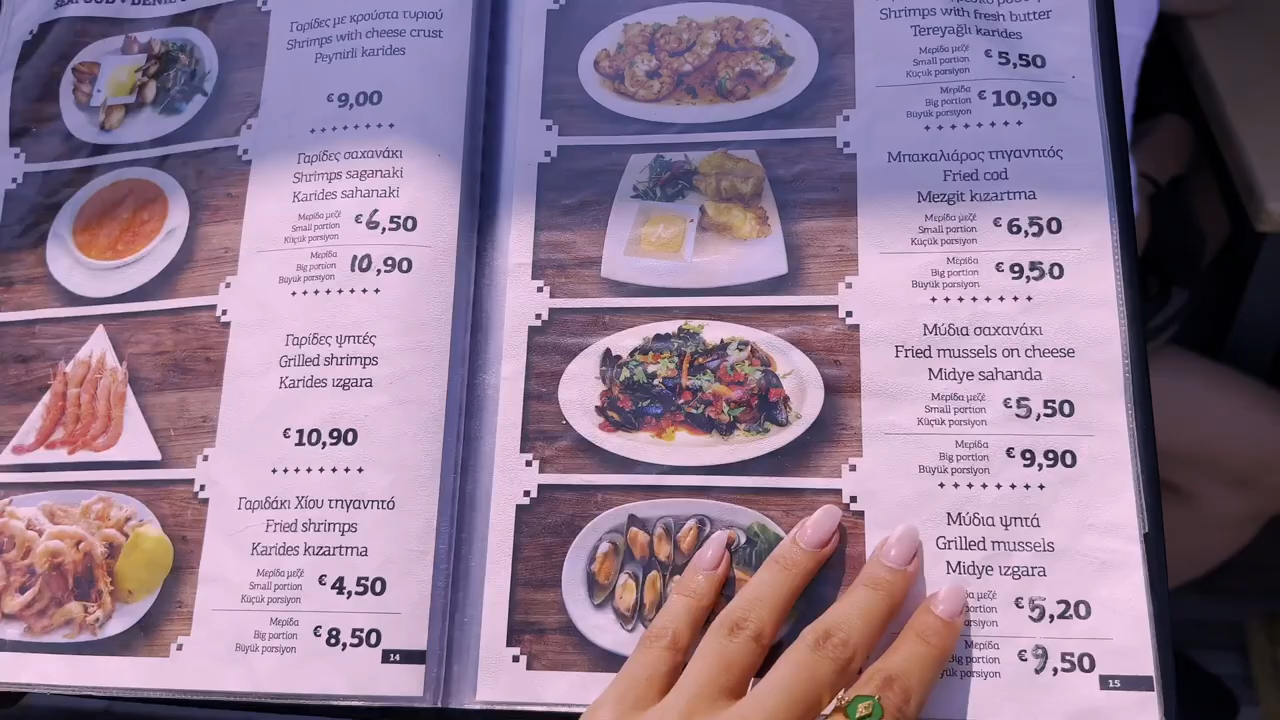 Γαρίδες με κρούστα τυριού
Shrimps with cheese crust
Peynirli karides
€9,00
Γαρίδες σαχανάκι
Shrimps saganaki
Karides sahanaki
Μερίδα μεζέ
Small portion
Küçük porsiyon
€6,50
Μερίδα
Big portion
Büyük porsiyon
10,90
Γαρίδες ψητές
Grilled shrimps
Karides ızgara
€10,90
Γαριδάκι Χίου τηγανητό
Fried shrimps
Karides kızartma
Μερίδα μεζέ
Small portion
Küçük porsiyon
€4,50
Μερίδα
Big portion
Büyük porsiyon
€8,50
14
Shrimps with fresh butter
Tereyağlı karides
Μερίδα μεζέ
Small portion
Küçük porsiyon
€5,50
Μερίδα
Big portion
Büyük porsiyon
€10,90
Μπακαλιάρος τηγανητός
Fried cod
Mezgit kızartma
Μερίδα μεζέ
Small portion
Küçük porsiyon
€6,50
Μερίδα
Big portion
Büyük porsiyon
€9,50
Μύδια σαχανάκι
Fried mussels on cheese
Midye sahanda
Μερίδα μεζέ
Small portion
Küçük porsiyon
€5,50
Μερίδα
Big portion
Büyük porsiyon
€9,90
Μύδια ψητά
Grilled mussels
Midye ızgara
μεζέ
€5,20
Μερίδα
Big portion
porsiyon
€9,50
15